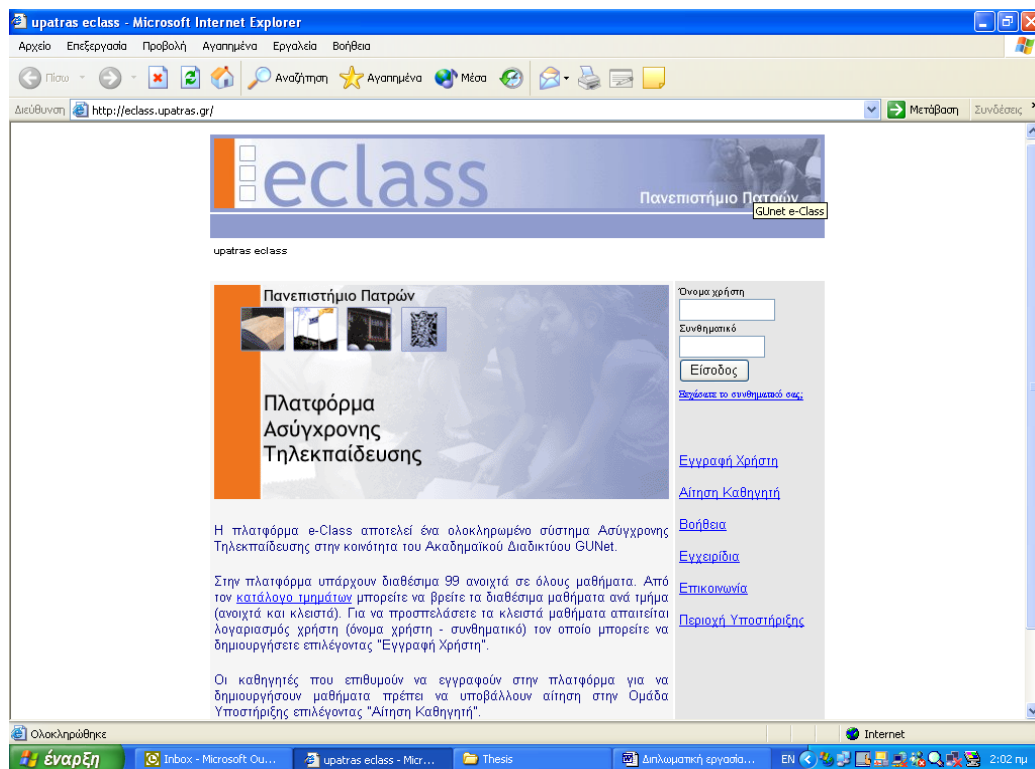 upatras eclass - Microsoft Internet Explorer
Αρχείο Επεξεργασία Προβολή Αγαπημένα Εργαλεία Βοήθεια
Πίσω Αναζήτηση Αγαπημένα Μέσα
Διεύθυνση http://eclass.upatras.gr/ Μετάβαση Συνδέσεις
eclass
Πανεπιστήμιο Πατρών
GUnet e-Class
upatras eclass
Πανεπιστήμιο Πατρών
Πλατφόρμα
Ασύγχρονης
Τηλεκπαίδευσης
Η πλατφόρμα e-Class αποτελεί ένα ολοκληρωμένο σύστημα Ασύγχρονης
Τηλεκπαίδευσης στην κοινότητα του Ακαδημαϊκού Διαδικτύου GUNet.
Στην πλατφόρμα υπάρχουν διαθέσιμα 99 ανοιχτά σε όλους μαθήματα. Από
τον κατάλογο τμημάτων μπορείτε να βρείτε τα διαθέσιμα μαθήματα ανά τμήμα
(ανοιχτά και κλειστά). Για να προσπελάσετε τα κλειστά μαθήματα απαιτείται
λογαριασμός χρήστη (όνομα χρήστη - συνθηματικό) τον οποίο μπορείτε να
δημιουργήσετε επιλέγοντας "Εγγραφή Χρήστη".
Οι καθηγητές που επιθυμούν να εγγραφούν στην πλατφόρμα για να
δημιουργήσουν μαθήματα πρέπει να υποβάλλουν αίτηση στην Ομάδα
Υποστήριξης επιλέγοντας "Αίτηση Καθηγητή".
Όνομα χρήστη
Συνθηματικό
Είσοδος
Ξεχάσατε το συνθηματικό σας;
Εγγραφή Χρήστη
Αίτηση Καθηγητή
Βοήθεια
Εγχειρίδια
Επικοινωνία
Περιοχή Υποστήριξης
Ολοκληρώθηκε Internet
έναρξη Inbox - Microsoft Ou... upatras eclass - Micr... Thesis Διπλωματική εργασία... EN 2:02 πμ